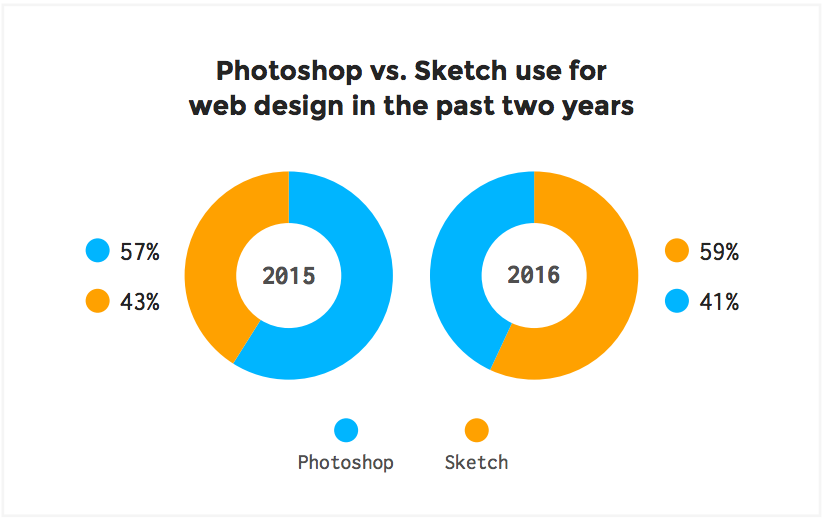 Photoshop vs. Sketch use for
web design in the past two years
57%
43%
2015
2016
59%
41%
Photoshop
Sketch